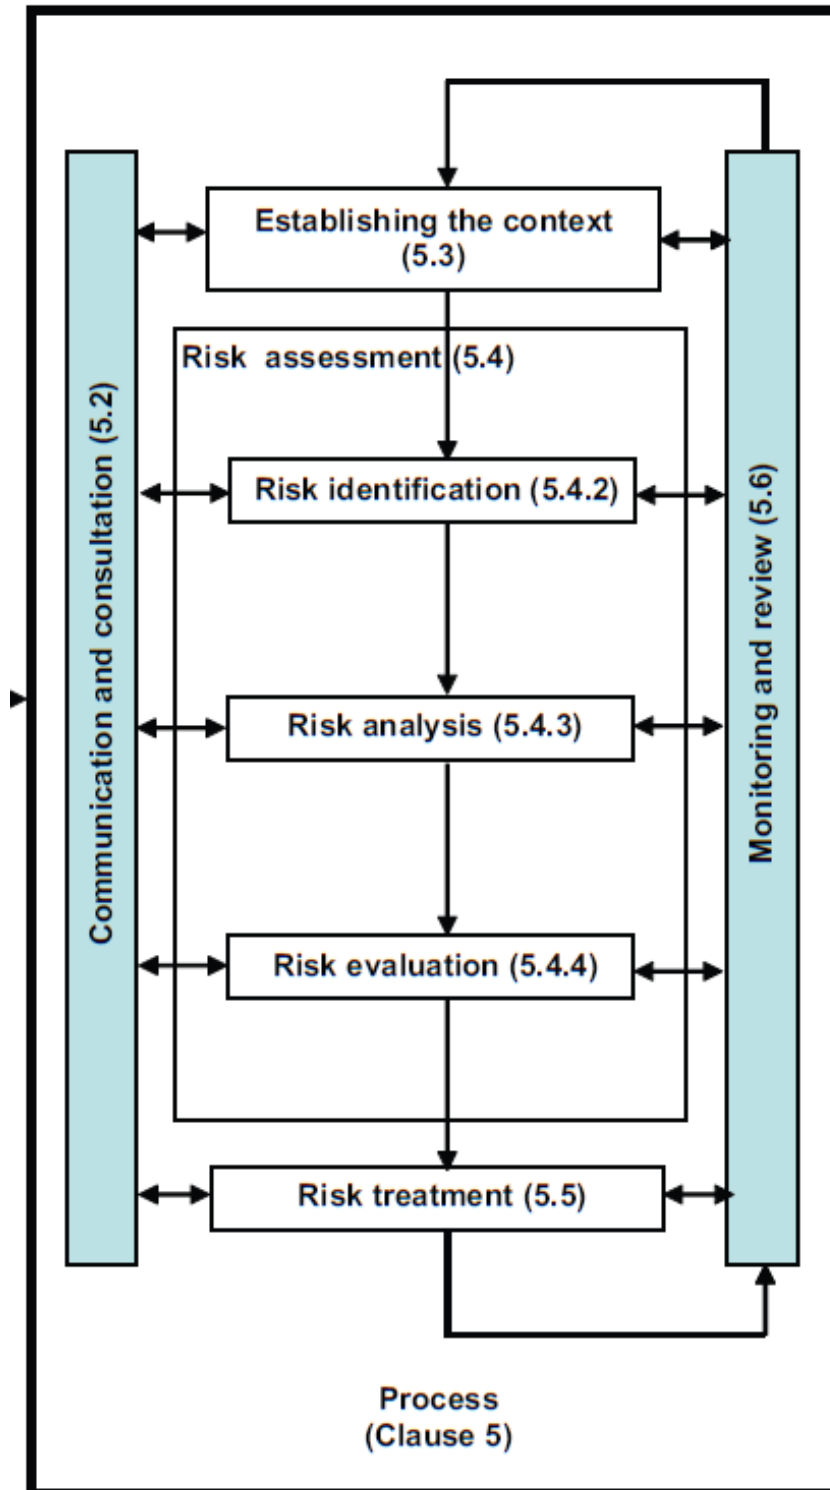 Establishing the context
(5.3)
Risk assessment (5.4)
Communication and consultation (5.2)
Risk identification (5.4.2)
Monitoring and review (5.6)
Risk analysis (5.4.3)
Risk evaluation (5.4.4)
Risk treatment (5.5)
Process
(Clause 5)